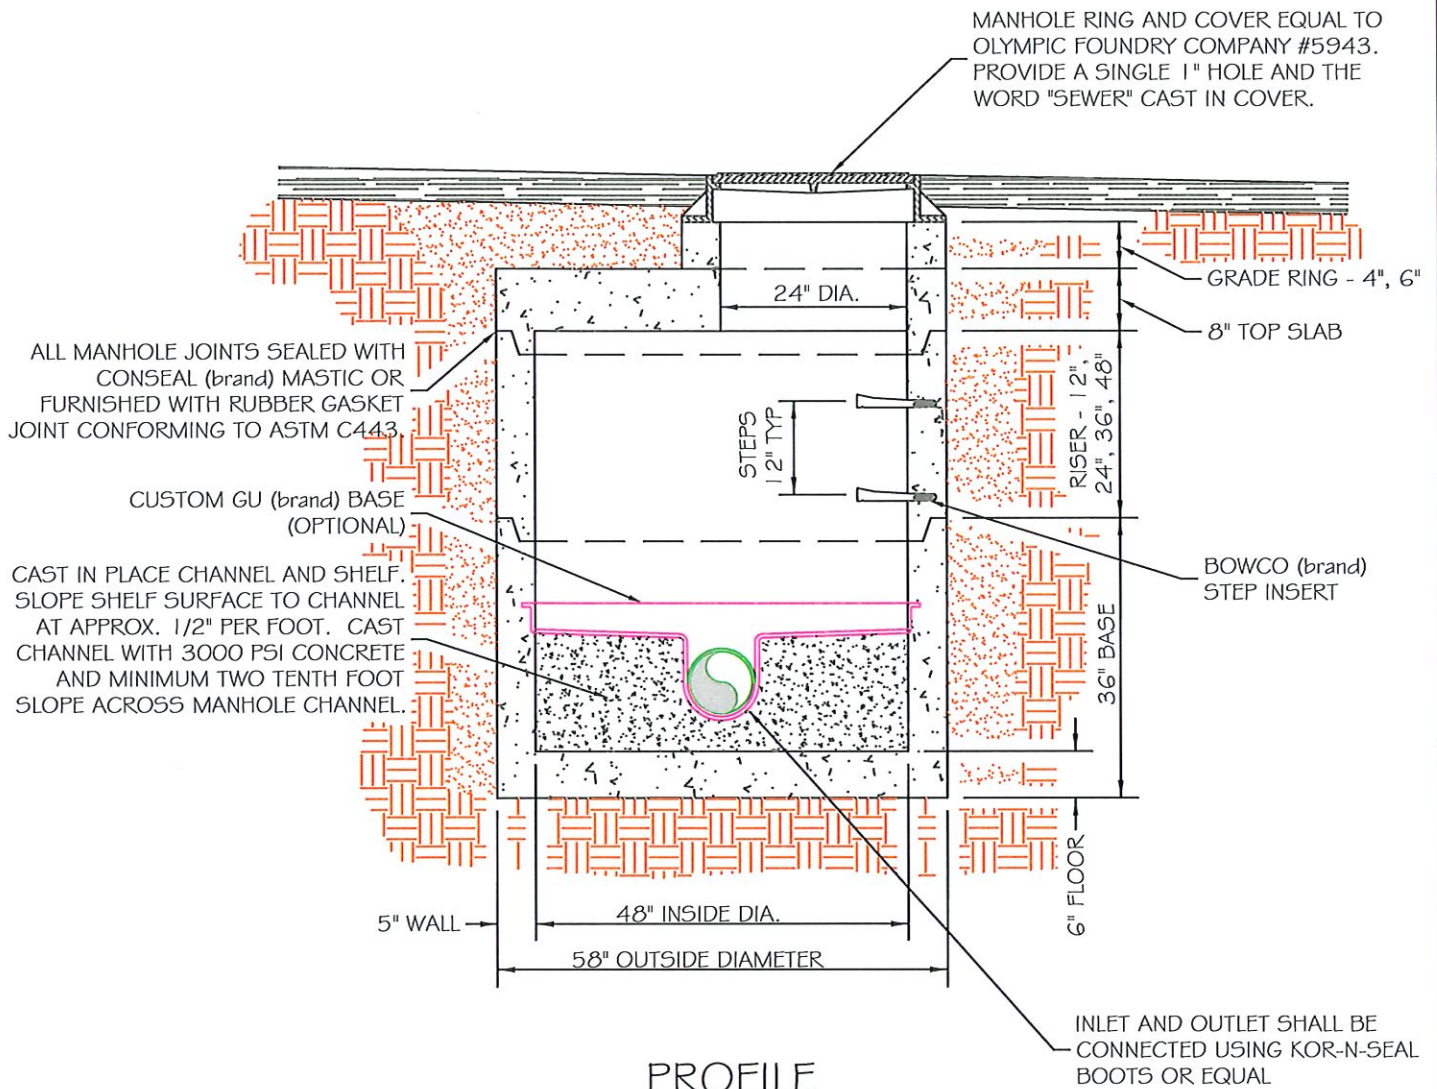 MANHOLE RING AND COVER EQUAL TO
OLYMPIC FOUNDRY COMPANY #5943.
PROVIDE A SINGLE 1" HOLE AND THE
WORD "SEWER" CAST IN COVER.
GRADE RING - 4", 6"
24" DIA.
8" TOP SLAB
ALL MANHOLE JOINTS SEALED WITH
CONSEAL (brand) MASTIC OR
FURNISHED WITH RUBBER GASKET
JOINT CONFORMING TO ASTM C443.
STEPS
12" TYP
RISER - 12",
24", 36", 48"
CUSTOM GU (brand) BASE
(OPTIONAL)
BOWCO (brand)
STEP INSERT
CAST IN PLACE CHANNEL AND SHELF.
SLOPE SHELF SURFACE TO CHANNEL
AT APPROX. 1/2" PER FOOT. CAST
CHANNEL WITH 3000 PSI CONCRETE
AND MINIMUM TWO TENTH FOOT
SLOPE ACROSS MANHOLE CHANNEL.
36" BASE
6" FLOOR
5" WALL
48" INSIDE DIA.
58" OUTSIDE DIAMETER
INLET AND OUTLET SHALL BE
CONNECTED USING KOR-N-SEAL
BOOTS OR EQUAL
PROFILE